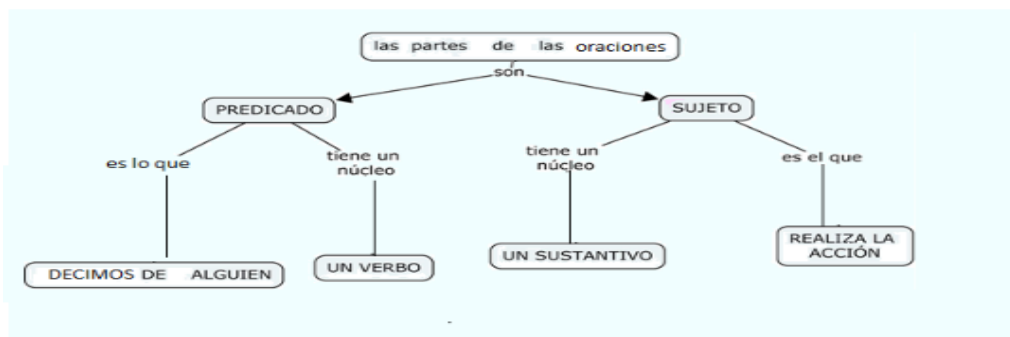 las partes de las oraciones
son
PREDICADO
SUJETO
es lo que
tiene un
núcleo
tiene un
núcleo
es el que
DECIMOS DE ALGUIEN
UN VERBO
UN SUSTANTIVO
REALIZA LA
ACCIÓN